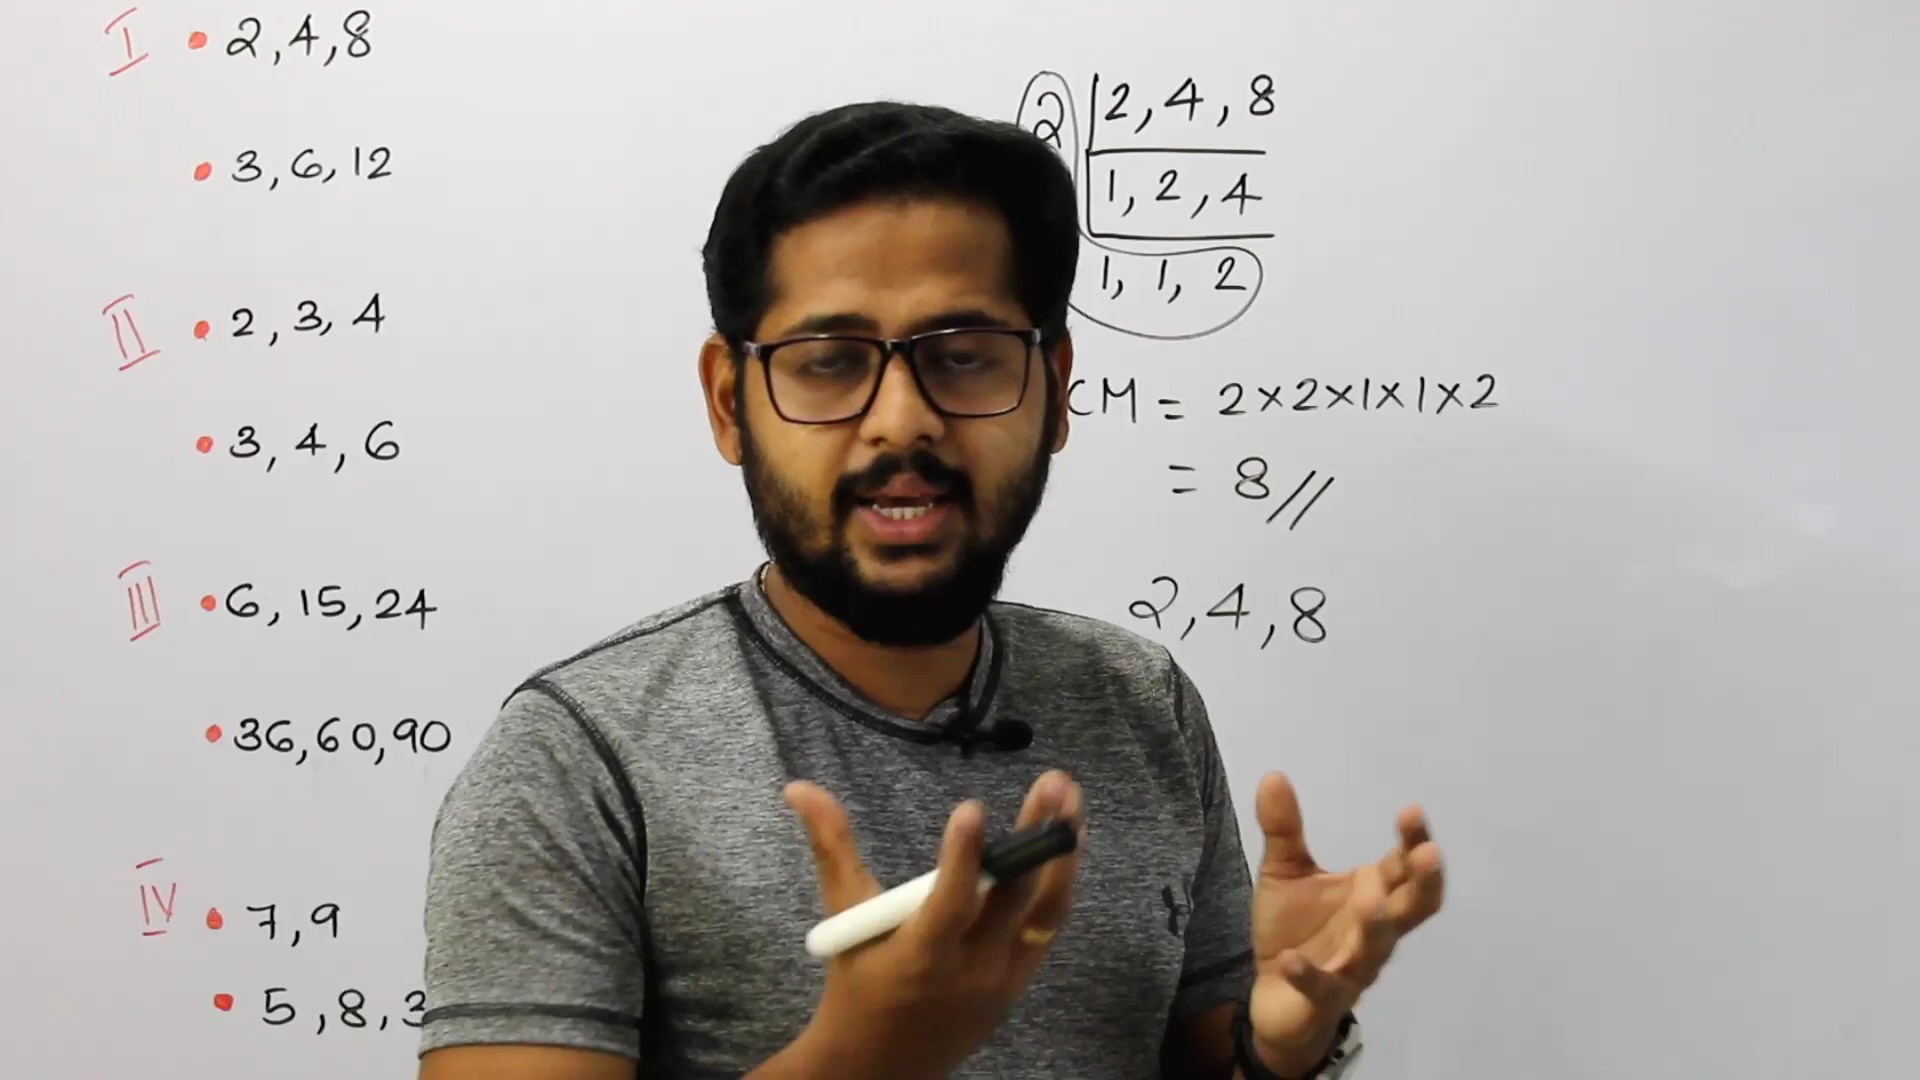 I • 2, 4, 8
• 3, 6, 12
II • 2, 3, 4
• 3, 4, 6
III • 6, 15, 24
• 36, 60, 90
IV • 7, 9
• 5, 8, 3
2 | 2, 4, 8
1, 2, 4
1, 1, 2
CM = 2×2×1×1×2
= 8//
2, 4, 8